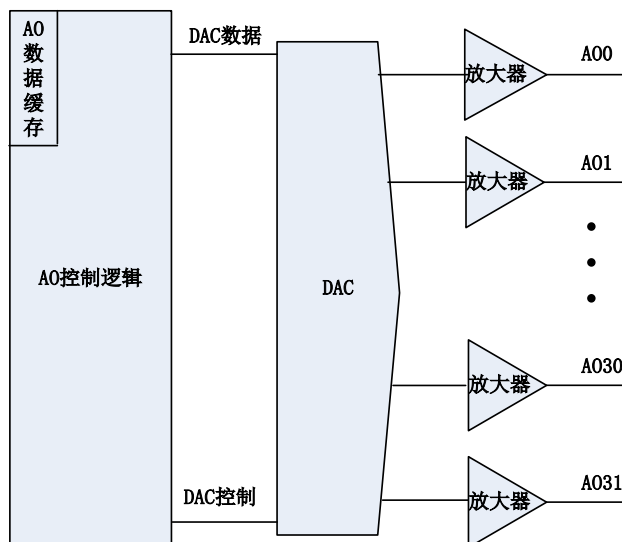 AO
数
据
缓
存
DAC数据
放大器
AO0
放大器
AO1
AO控制逻辑
DAC
放大器
AO30
DAC控制
放大器
AO31